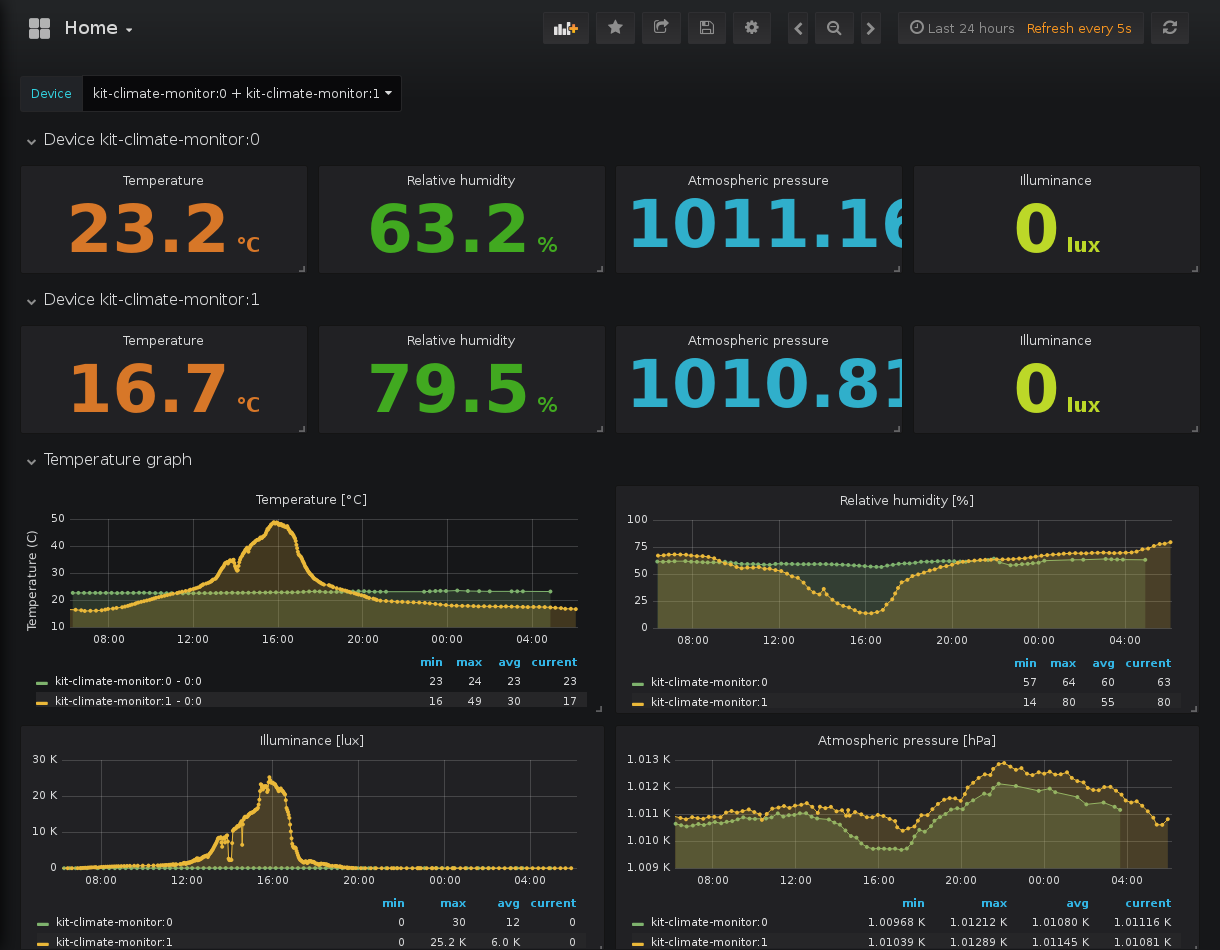 Home
Last 24 hours Refresh every 5s
Device kit-climate-monitor:0 + kit-climate-monitor:1
Device kit-climate-monitor:0
Temperature Relative humidity Atmospheric pressure Illuminance
23.2 °C 63.2 % 1011.16 0 lux
Device kit-climate-monitor:1
Temperature Relative humidity Atmospheric pressure Illuminance
16.7 °C 79.5 % 1010.81 0 lux
Temperature graph
Temperature [°C]
Temperature (C)
50
40
30
20
10
08:00 12:00 16:00 20:00 00:00 04:00
min max avg current
kit-climate-monitor:0 - 0:0 23 24 23 23
kit-climate-monitor:1 - 0:0 16 49 30 17
Relative humidity [%]
100
75
50
25
0
08:00 12:00 16:00 20:00 00:00 04:00
min max avg current
kit-climate-monitor:0 57 64 60 63
kit-climate-monitor:1 14 80 55 80
Illuminance [lux]
30 K
20 K
10 K
0
08:00 12:00 16:00 20:00 00:00 04:00
min max avg current
kit-climate-monitor:0 0 30 12 0
kit-climate-monitor:1 0 25.2 K 6.0 K 0
Atmospheric pressure [hPa]
1.013 K
1.012 K
1.011 K
1.010 K
1.009 K
08:00 12:00 16:00 20:00 00:00 04:00
min max avg current
kit-climate-monitor:0 1.00968 K 1.01212 K 1.01080 K 1.01116 K
kit-climate-monitor:1 1.01039 K 1.01289 K 1.01145 K 1.01081 K